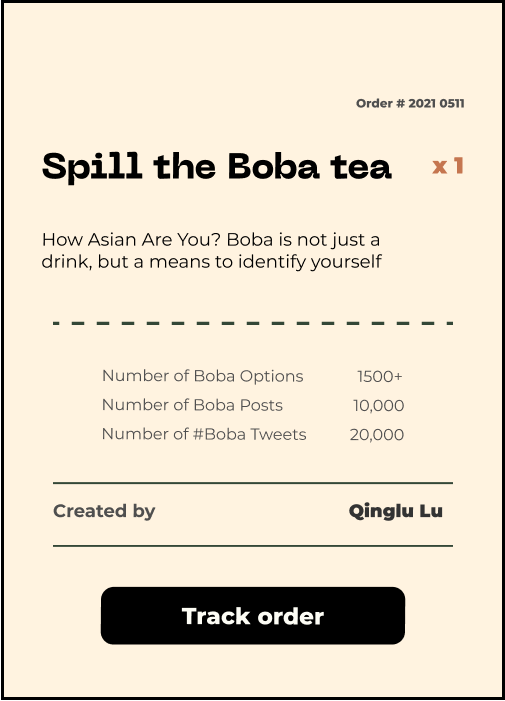 Order # 2021 0511
Spill the Boba tea x 1
How Asian Are You? Boba is not just a
drink, but a means to identify yourself
Number of Boba Options 1500+
Number of Boba Posts 10,000
Number of #Boba Tweets 20,000
Created by Qinglu Lu
Track order